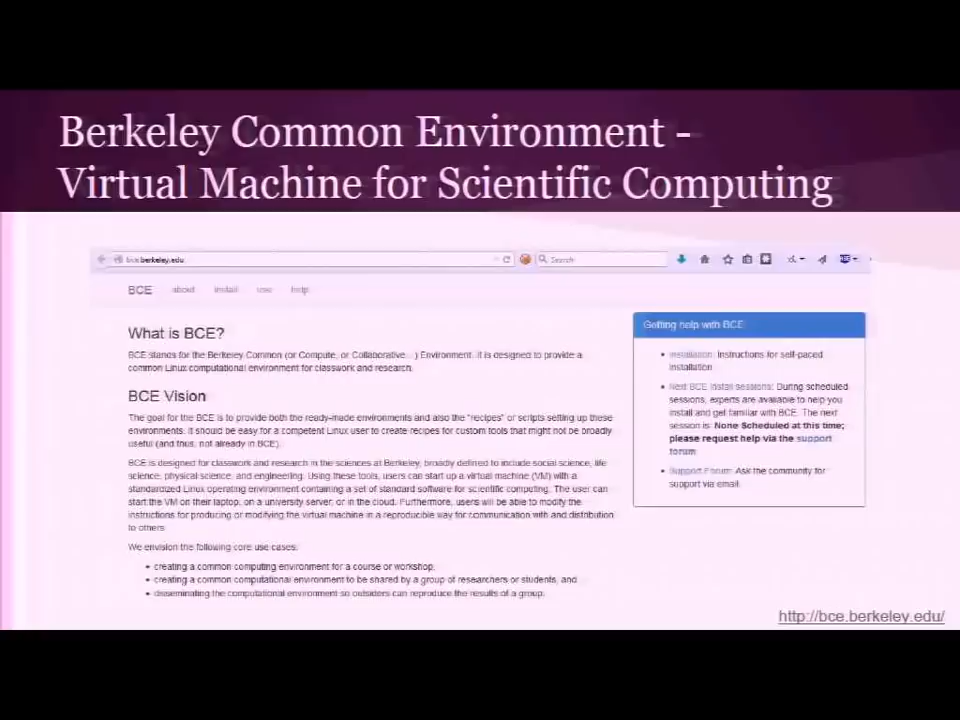 Berkeley Common Environment -
Virtual Machine for Scientific Computing
bce.berkeley.edu
Search
BCE about install use help
What is BCE?
BCE stands for the Berkeley Common (or Compute, or Collaborative...) Environment. It is designed to provide a
common Linux computational environment for classwork and research.
BCE Vision
The goal for the BCE is to provide both the ready-made environments and also the "recipes" or scripts setting up these
environments. It should be easy for a competent Linux user to create recipes for custom tools that might not be broadly
useful (and thus, not already in BCE).
BCE is designed for classwork and research in the sciences at Berkeley, broadly defined to include social science, life
science, physical science, and engineering. Using these tools, users can start up a virtual machine (VM) with a
standardized Linux operating environment containing a set of standard software for scientific computing. The user can
start the VM on their laptop, on a university server, or in the cloud. Furthermore, users will be able to modify the
instructions for producing or modifying the virtual machine in a reproducible way for communication with and distribution
to others.
We envision the following core use cases:
• creating a common computing environment for a course or workshop,
• creating a common computational environment to be shared by a group of researchers or students, and
• disseminating the computational environment so outsiders can reproduce the results of a group.
Getting help with BCE
• Installation: Instructions for self-paced
installation
• Next BCE install sessions: During scheduled
sessions, experts are available to help you
install and get familiar with BCE. The next
session is: None Scheduled at this time;
please request help via the support
forum
• Support Forum: Ask the community for
support via email.
http://bce.berkeley.edu/